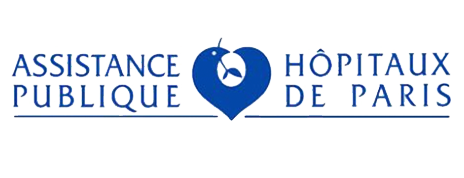 ASSISTANCE
PUBLIQUE
HÔPITAUX
DE PARIS